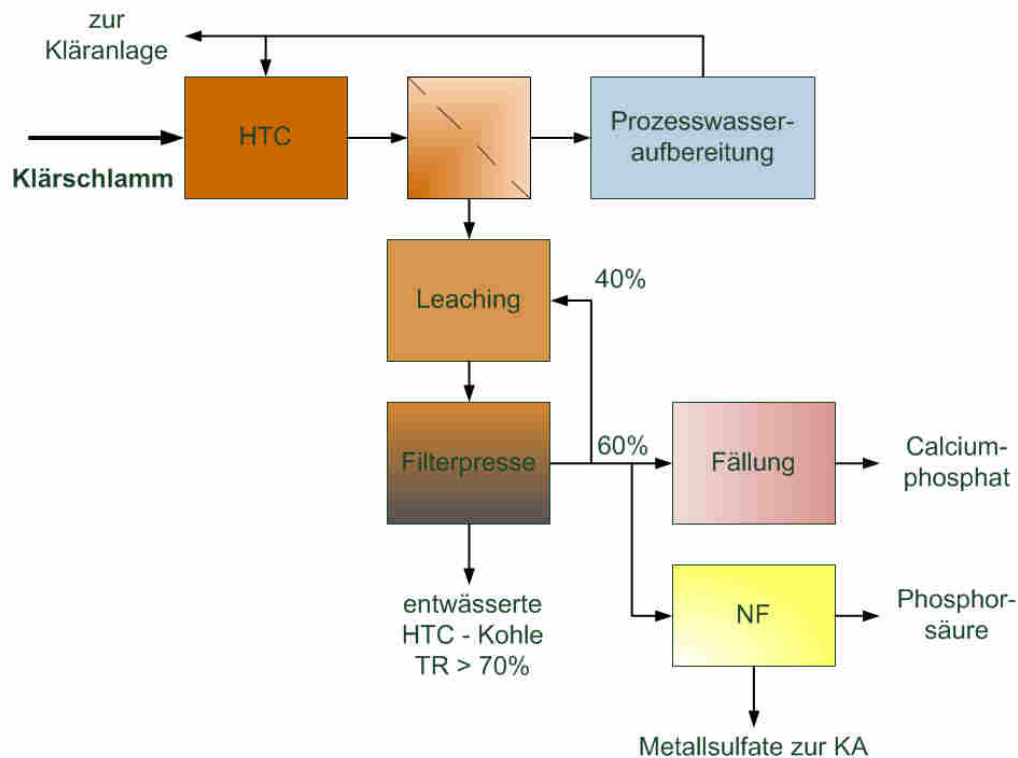 zur
Kläranlage
HTC
Prozesswasser-
aufbereitung
Klärschlamm
Leaching
40%
Filterpresse
60%
Fällung
Calcium-
phosphat
entwässerte
HTC - Kohle
TR > 70%
NF
Phosphor-
säure
Metallsulfate zur KA